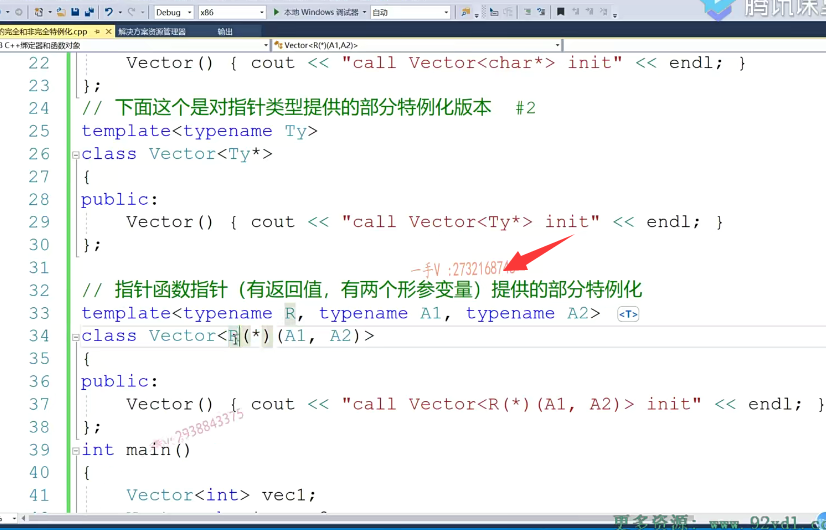 Debug
x86
本地 Windows 调试器
自动
腾讯课堂
的完全和非完全特例化.cpp
解决方案资源管理器
输出
3 C++绑定器和函数对象
Vector<R(*)(A1,A2)>
22 Vector() { cout << "call Vector<char*> init" << endl; }
23 };
24 // 下面这个是对指针类型提供的部分特例化版本 #2
25 template<typename Ty>
26 class Vector<Ty*>
27 {
28 public:
29 Vector() { cout << "call Vector<Ty*> init" << endl; }
30 };
31
一手V :27321687
32 // 指针函数指针（有返回值，有两个形参变量）提供的部分特例化
33 template<typename R, typename A1, typename A2> <T>
34 class Vector<R(*)(A1, A2)>
35 {
36 public:
37 Vector() { cout << "call Vector<R(*)(A1, A2)> init" << endl; }
38 };
2938843375
39 int main()
40 {
41 Vector<int> vec1;
更多资源：